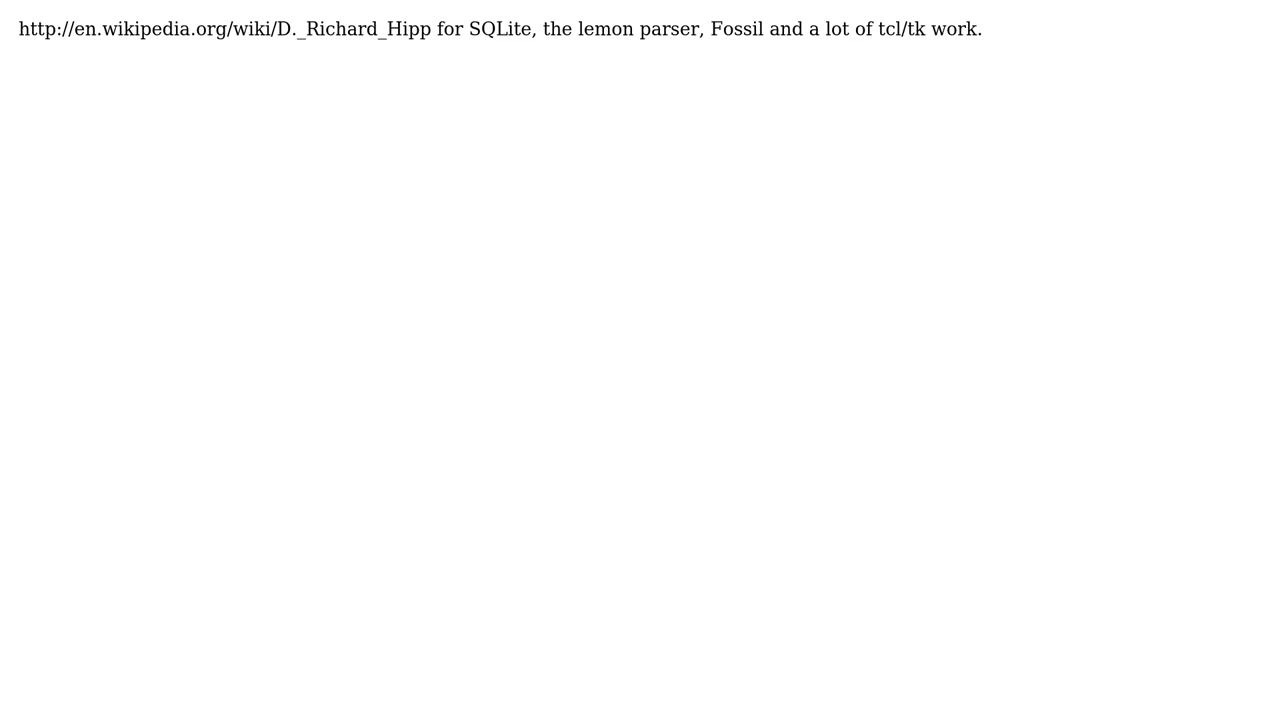 http://en.wikipedia.org/wiki/D._Richard_Hipp for SQLite, the lemon parser, Fossil and a lot of tcl/tk work.